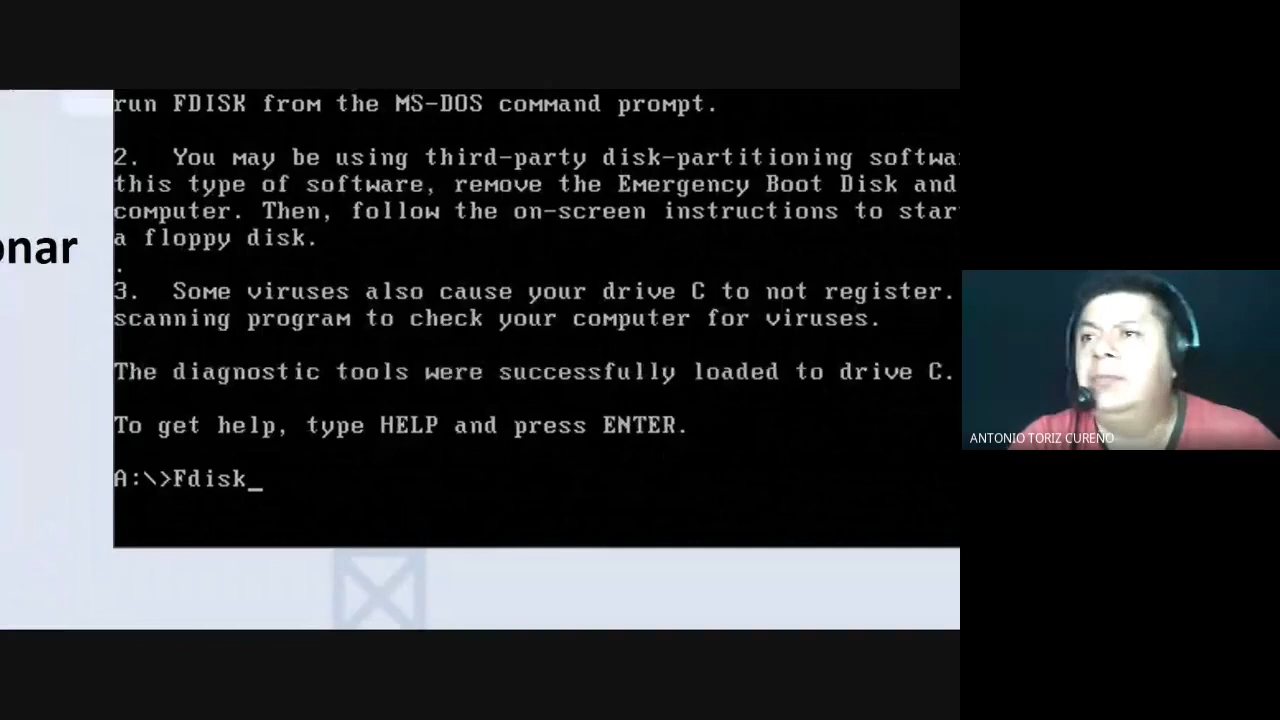 run FDISK from the MS-DOS command prompt.
2. You may be using third-party disk-partitioning
this type of software, remove the Emergency Boot Disk and
computer. Then, follow the on-screen instructions to
a floppy disk.
.
3. Some viruses also cause your drive C to not register.
scanning program to check your computer for viruses.
The diagnostic tools were successfully loaded to drive C.
To get help, type HELP and press ENTER.
A:\>Fdisk_
ANTONIO TORIZ CURENO